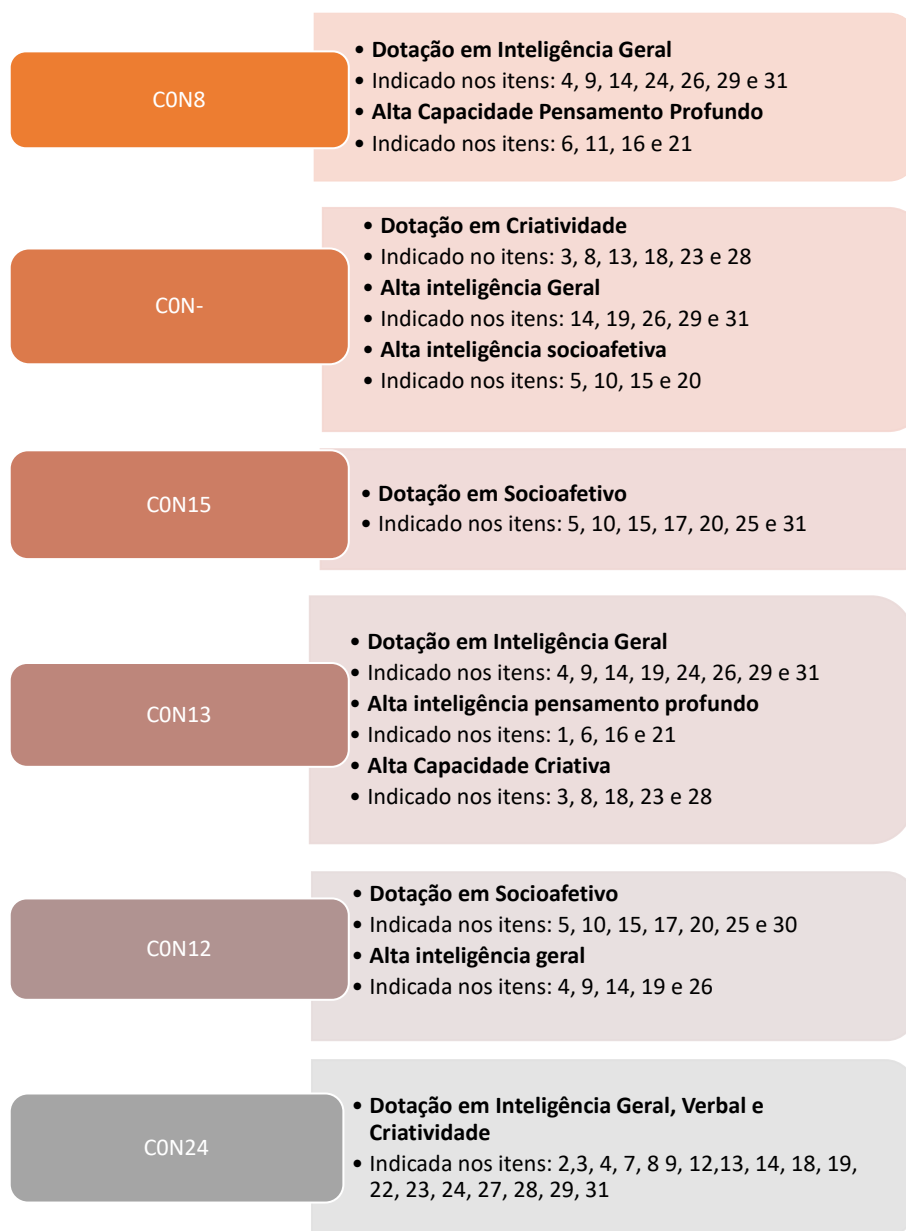 C0N8
• Dotação em Inteligência Geral
• Indicado nos itens: 4, 9, 14, 24, 26, 29 e 31
• Alta Capacidade Pensamento Profundo
• Indicado nos itens: 6, 11, 16 e 21
C0N-
• Dotação em Criatividade
• Indicado no itens: 3, 8, 13, 18, 23 e 28
• Alta inteligência Geral
• Indicado nos itens: 14, 19, 26, 29 e 31
• Alta inteligência socioafetiva
• Indicado nos itens: 5, 10, 15 e 20
C0N15
• Dotação em Socioafetivo
• Indicado nos itens: 5, 10, 15, 17, 20, 25 e 31
C0N13
• Dotação em Inteligência Geral
• Indicado nos itens: 4, 9, 14, 19, 24, 26, 29 e 31
• Alta inteligência pensamento profundo
• Indicado nos itens: 1, 6, 16 e 21
• Alta Capacidade Criativa
• Indicado nos itens: 3, 8, 18, 23 e 28
C0N12
• Dotação em Socioafetivo
• Indicada nos itens: 5, 10, 15, 17, 20, 25 e 30
• Alta inteligência geral
• Indicada nos itens: 4, 9, 14, 19 e 26
C0N24
• Dotação em Inteligência Geral, Verbal e
Criatividade
• Indicada nos itens: 2,3, 4, 7, 8 9, 12,13, 14, 18, 19,
22, 23, 24, 27, 28, 29, 31